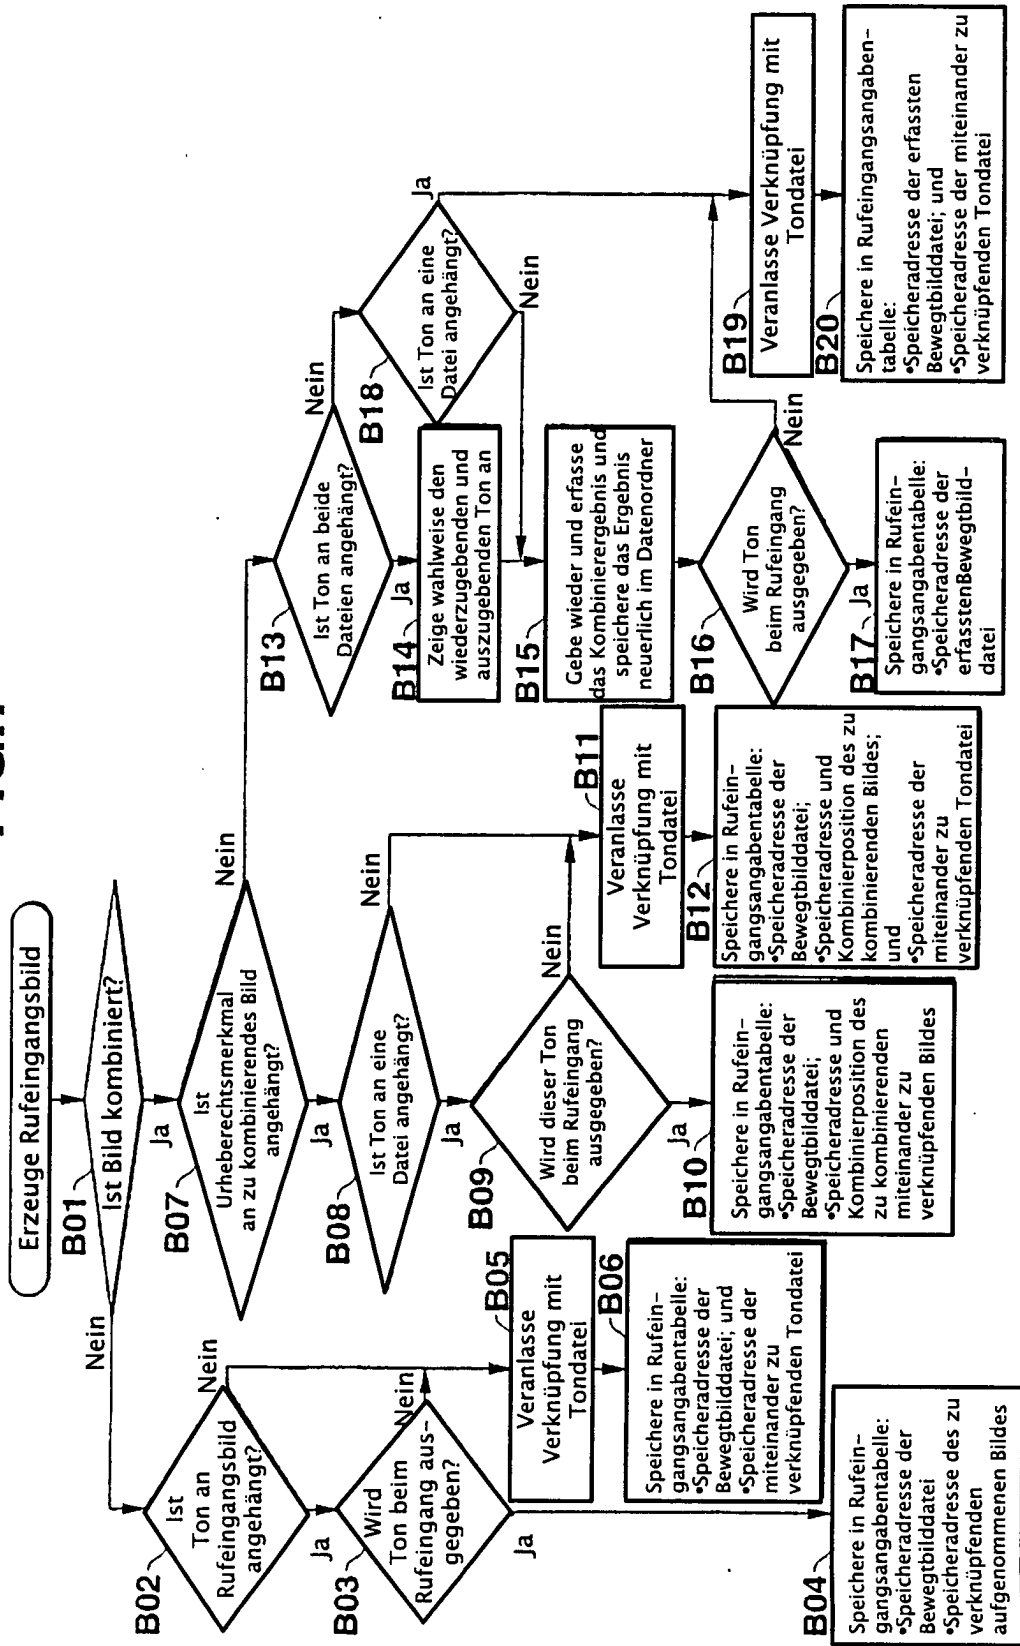 Erzeuge Rufeingangsbild
B01
Ist Bild kombiniert?
Nein
Ja
B02
Ist
Ton an
Rufeingangsbild
angehängt?
Nein
Ja
B03
Wird
Ton beim
Rufeingang aus-
gegeben?
Nein
Ja
B04
Speichere in Rufein-
gangsangabentabelle:
•Speicheradresse der
Bewegtbilddatei
•Speicheradresse des zu
verknüpfenden
aufgenommenen Bildes
B05
Veranlasse
Verknüpfung mit
Tondatei
B06
Speichere in Rufein-
gangsangabentabelle:
•Speicheradresse der
Bewegtbilddatei; und
•Speicheradresse der
miteinander zu
verknüpfenden Tondatei
B07
Ist
Urheberechtsmerkmal
an zu kombinierendes Bild
angehängt?
Nein
Ja
B08
Ist Ton an eine
Datei angehängt?
Nein
Ja
B09
Wird dieser Ton
beim Rufeingang
ausgegeben?
Nein
Ja
B10
Speichere in Rufein-
gangsangabentabelle:
•Speicheradresse der
Bewegtbilddatei;
•Speicheradresse und
Kombinierposition des
zu kombinierenden
miteinander zu
verknüpfenden Bildes
B11
Veranlasse
Verknüpfung mit
Tondatei
B12
Speichere in Rufein-
gangsangabentabelle:
•Speicheradresse der
Bewegtbilddatei;
•Speicheradresse und
Kombinierposition des zu
kombinierenden Bildes;
und
•Speicheradresse der
miteinander zu
verknüpfenden Tondatei
B13
Ist Ton an beide
Dateien angehängt?
Nein
Ja
B14
Zeige wahlweise den
wiederzugebenden und
auszugebenden Ton an
B15
Gebe wieder und erfasse
das Kombinierergebnis und
speichere das Ergebnis
neuerlich im Datenordner
B16
Wird Ton
beim Rufeingang
ausgegeben?
Nein
Ja
B17
Speichere in Rufein-
gangsangabentabelle:
•Speicheradresse der
erfasstenBewegtbild-
datei
B18
Ist Ton an eine
Datei angehängt?
Ja
Nein
B19
Veranlasse Verknüpfung mit
Tondatei
B20
Speichere in Rufeingangsangaben-
tabelle:
•Speicheradresse der erfassten
Bewegtbilddatei; und
•Speicheradresse der miteinander zu
verknüpfenden Tondatei